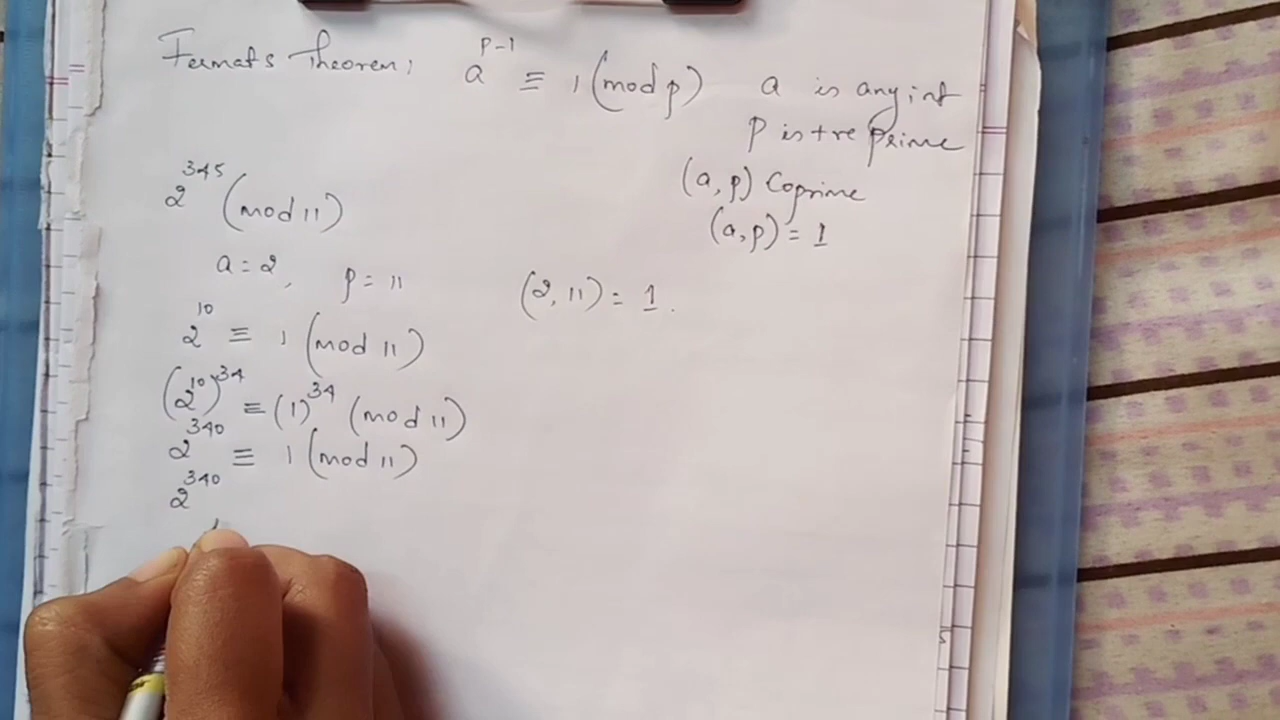 Fermat's Theorem: a^{p-1} ≡ 1 (mod p) a is any int
p is +ve prime
(a, p) Coprime
2^{345} (mod 11)
(a, p) = 1
a = 2, p = 11 (2, 11) = 1.
2^{10} ≡ 1 (mod 11)
(2^{10})^{34} ≡ (1)^{34} (mod 11)
2^{340} ≡ 1 (mod 11)
2^{340}